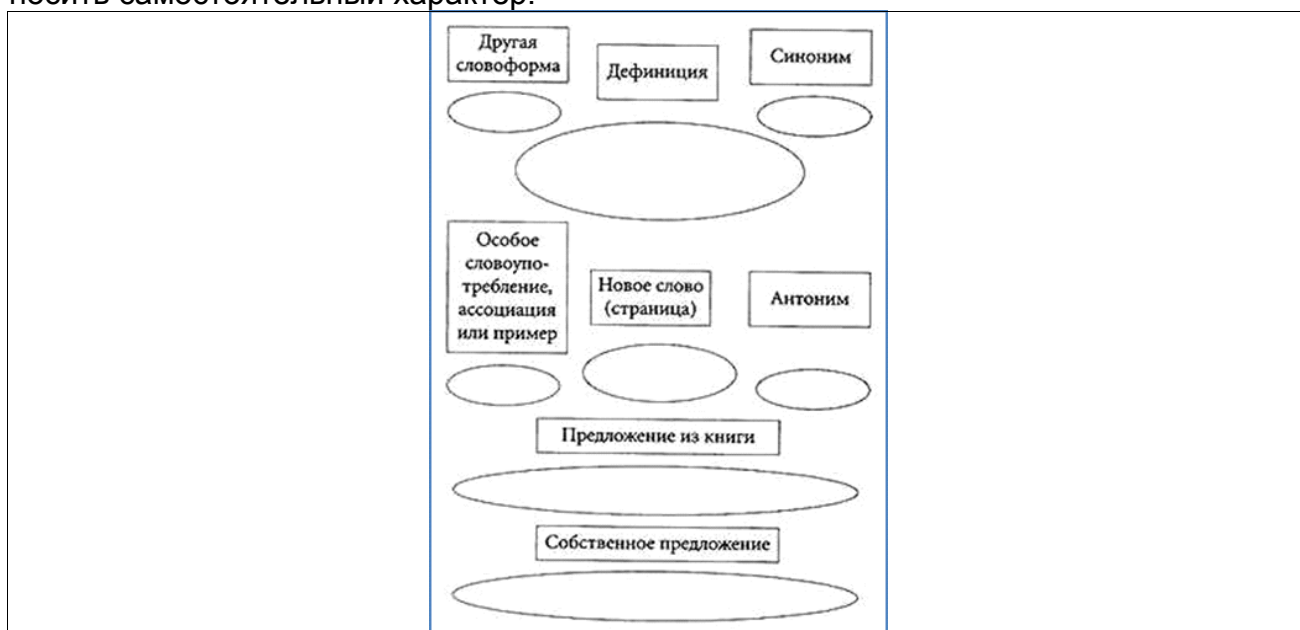 носить самостоятельный характер.
Другая
словоформа
Дефиниция
Синоним
Особое
словоупо-
требление,
ассоциация
или пример
Новое слово
(страница)
Антоним
Предложение из книги
Собственное предложение